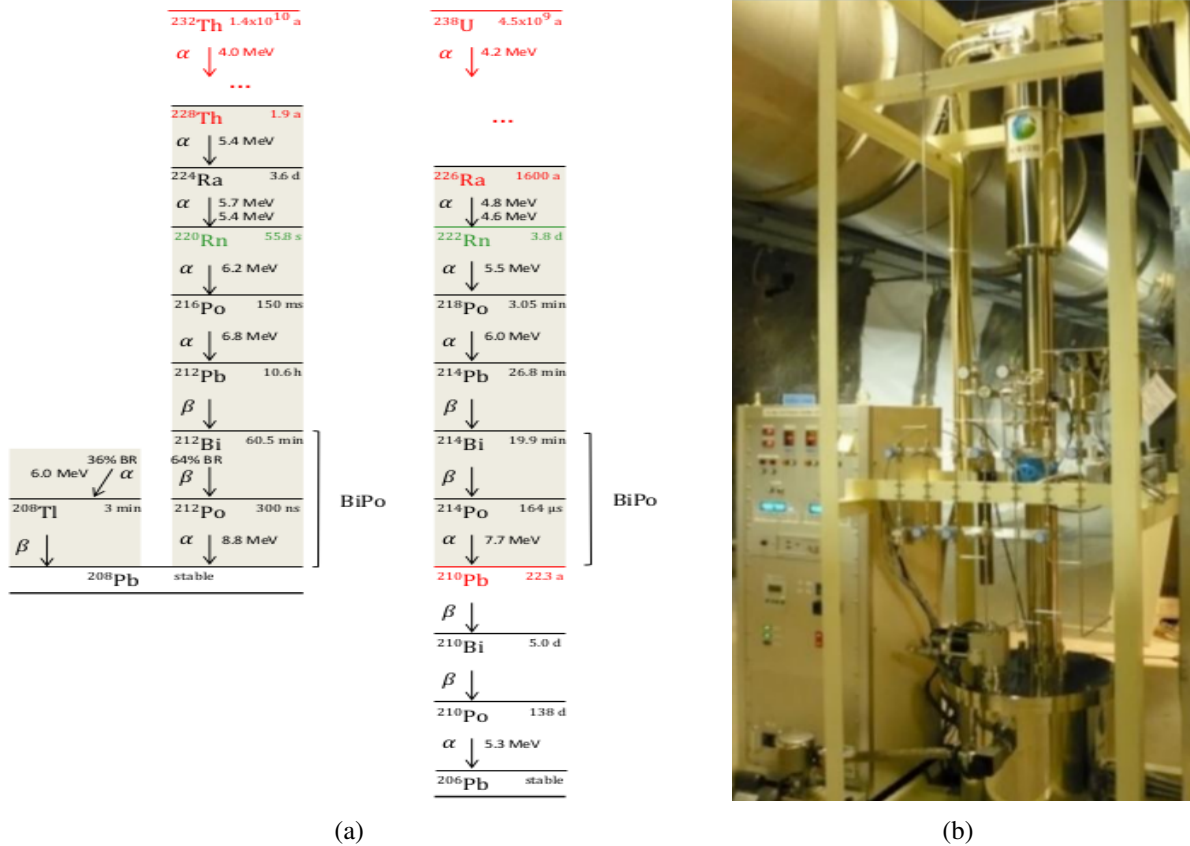 ²³²Th 1.4x10¹⁰ a
α 4.0 MeV
...
²²⁸Th 1.9 a
α 5.4 MeV
²²⁴Ra 3.6 d
α 5.7 MeV
5.4 MeV
²²⁰Rn 55.8 s
α 6.2 MeV
²¹⁶Po 150 ms
α 6.8 MeV
²¹²Pb 10.6 h
β
²¹²Bi 60.5 min
36% BR
6.0 MeV α
64% BR
β
²⁰⁸Tl 3 min
²¹²Po 300 ns
β
α 8.8 MeV
²⁰⁸Pb stable
BiPo
²³⁸U 4.5x10⁹ a
α 4.2 MeV
...
²²⁶Ra 1600 a
α 4.8 MeV
4.6 MeV
²²²Rn 3.8 d
α 5.5 MeV
²¹⁸Po 3.05 min
α 6.0 MeV
²¹⁴Pb 26.8 min
β
²¹⁴Bi 19.9 min
β
²¹⁴Po 164 μs
α 7.7 MeV
²¹⁰Pb 22.3 a
β
²¹⁰Bi 5.0 d
β
²¹⁰Po 138 d
α 5.3 MeV
²⁰⁶Pb stable
BiPo
(a)
(b)